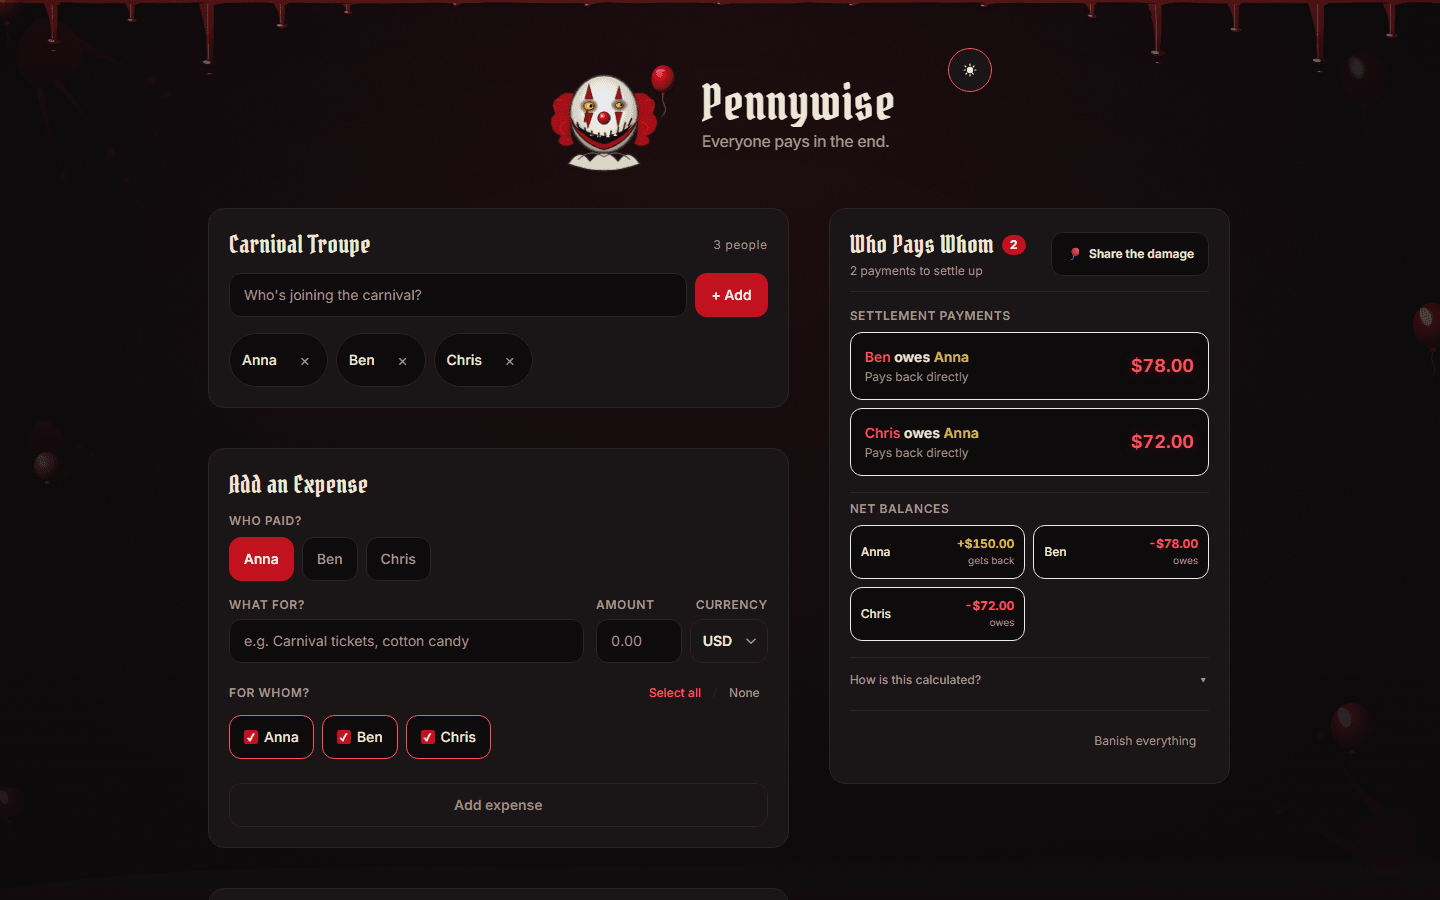 Pennywise
Everyone pays in the end.
Carnival Troupe
3 people
Who's joining the carnival?
+ Add
Anna ×
Ben ×
Chris ×
Add an Expense
WHO PAID?
Anna
Ben
Chris
WHAT FOR?
AMOUNT
CURRENCY
e.g. Carnival tickets, cotton candy
0.00
USD
FOR WHOM?
Select all / None
Anna
Ben
Chris
Add expense
Who Pays Whom 2
2 payments to settle up
Share the damage
SETTLEMENT PAYMENTS
Ben owes Anna
Pays back directly
$78.00
Chris owes Anna
Pays back directly
$72.00
NET BALANCES
Anna
+$150.00
gets back
Ben
-$78.00
owes
Chris
-$72.00
owes
How is this calculated?
Banish everything